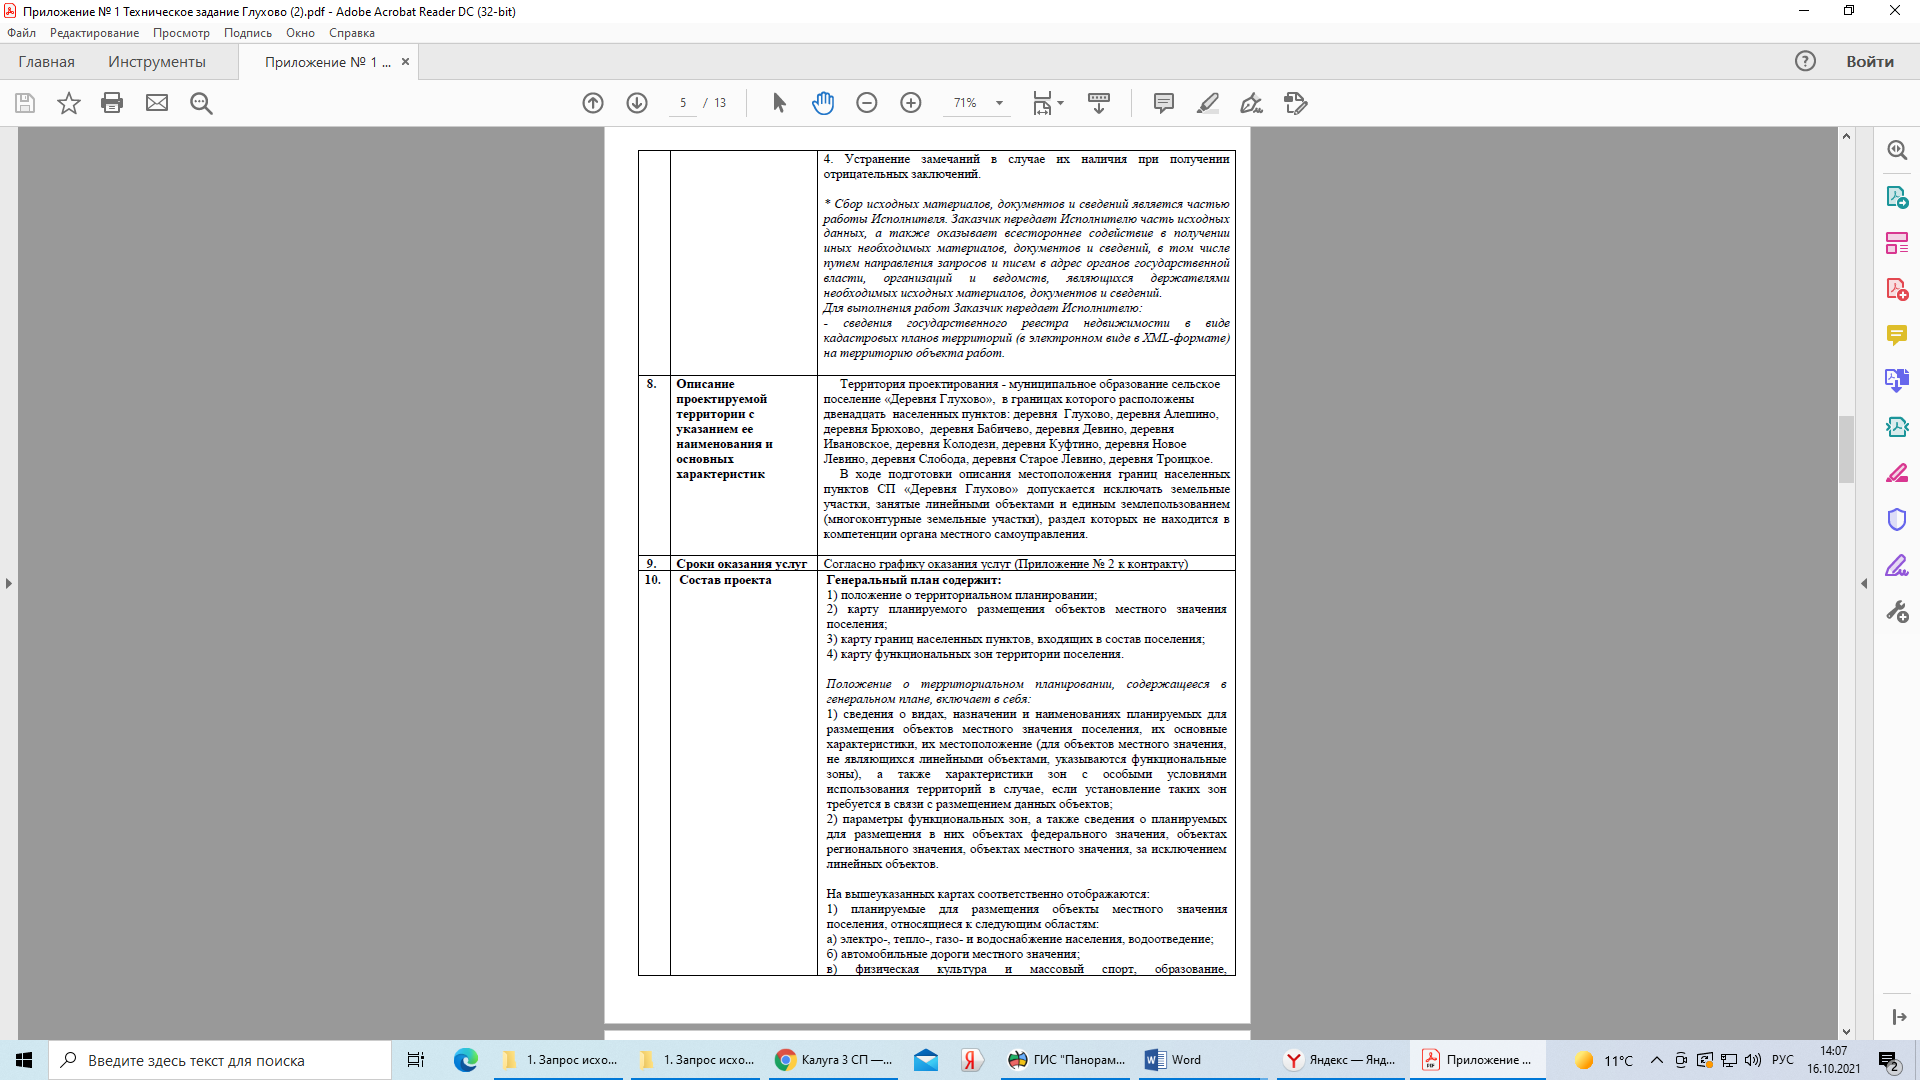 Приложение № 1 Техническое задание Глухово (2).pdf - Adobe Acrobat Reader DC (32-bit)
Файл Редактирование Просмотр Подпись Окно Справка
Главная Инструменты Приложение № 1 ... × Войти
5 / 13 71%
4. Устранение замечаний в случае их наличия при получении
отрицательных заключений.
* Сбор исходных материалов, документов и сведений является частью
работы Исполнителя. Заказчик передает Исполнителю часть исходных
данных, а также оказывает всестороннее содействие в получении
иных необходимых материалов, документов и сведений, в том числе
путем направления запросов и писем в адрес органов государственной
власти, организаций и ведомств, являющихся держателями
необходимых исходных материалов, документов и сведений.
Для выполнения работ Заказчик передает Исполнителю:
- сведения государственного реестра недвижимости в виде
кадастровых планов территорий (в электронном виде в XML-формате)
на территорию объекта работ.
8.
Описание
проектируемой
территории с
указанием ее
наименования и
основных
характеристик
Территория проектирования - муниципальное образование сельское
поселение «Деревня Глухово», в границах которого расположены
двенадцать населенных пунктов: деревня Глухово, деревня Алешино,
деревня Брюхово, деревня Бабичево, деревня Девино, деревня
Ивановское, деревня Колодези, деревня Куфтино, деревня Новое
Левино, деревня Слобода, деревня Старое Левино, деревня Троицкое.
В ходе подготовки описания местоположения границ населенных
пунктов СП «Деревня Глухово» допускается исключать земельные
участки, занятые линейными объектами и единым землепользованием
(многоконтурные земельные участки), раздел которых не находится в
компетенции органа местного самоуправления.
9. Сроки оказания услуг Согласно графику оказания услуг (Приложение № 2 к контракту)
10. Состав проекта Генеральный план содержит:
1) положение о территориальном планировании;
2) карту планируемого размещения объектов местного значения
поселения;
3) карту границ населенных пунктов, входящих в состав поселения;
4) карту функциональных зон территории поселения.
Положение о территориальном планировании, содержащееся в
генеральном плане, включает в себя:
1) сведения о видах, назначении и наименованиях планируемых для
размещения объектов местного значения поселения, их основные
характеристики, их местоположение (для объектов местного значения,
не являющихся линейными объектами, указываются функциональные
зоны), а также характеристики зон с особыми условиями
использования территорий в случае, если установление таких зон
требуется в связи с размещением данных объектов;
2) параметры функциональных зон, а также сведения о планируемых
для размещения в них объектах федерального значения, объектах
регионального значения, объектах местного значения, за исключением
линейных объектов.
На вышеуказанных картах соответственно отображаются:
1) планируемые для размещения объекты местного значения
поселения, относящиеся к следующим областям:
а) электро-, тепло-, газо- и водоснабжение населения, водоотведение;
б) автомобильные дороги местного значения;
в) физическая культура и массовый спорт, образование,
Введите здесь текст для поиска 1. Запрос исхо... 1. Запрос исхо... Калуга 3 СП —... ГИС "Панорам... Word Яндекс — Янд... Приложение ... 11°C РУС 14:07
16.10.2021 2